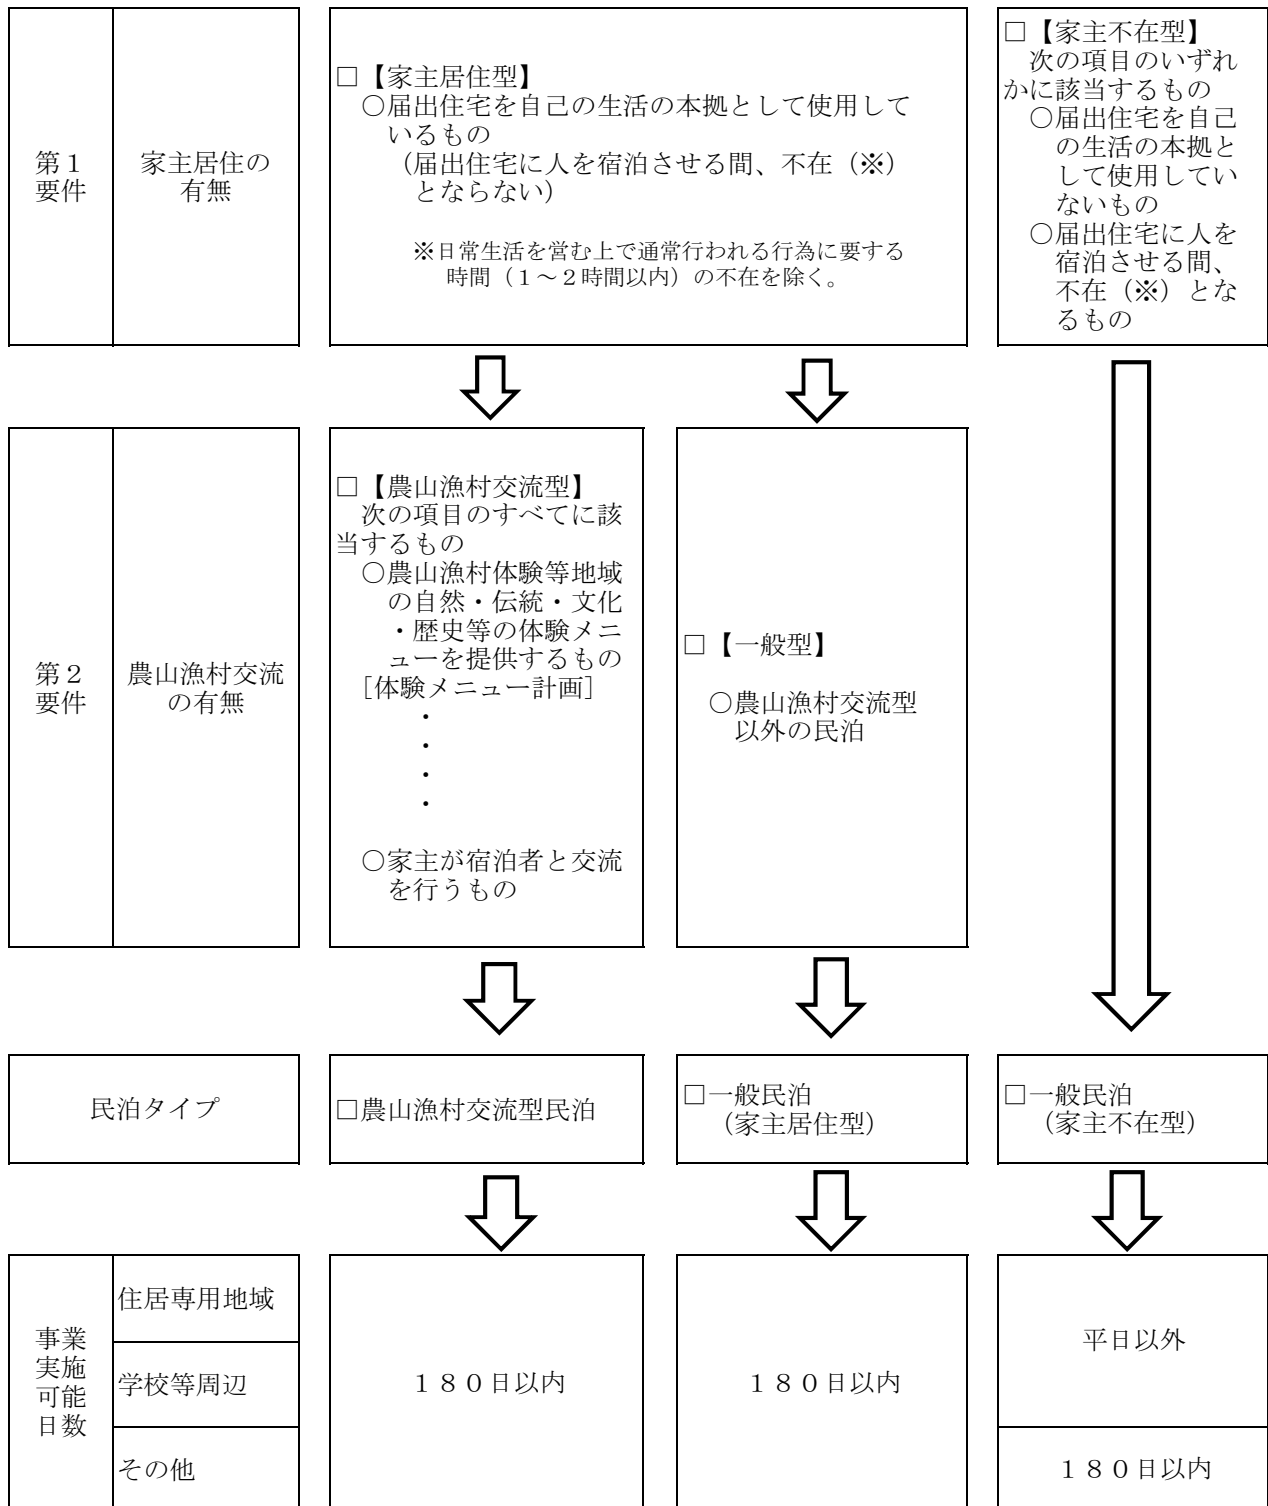 第１
要件
家主居住の
有無
□【家主居住型】
○届出住宅を自己の生活の本拠として使用して
いるもの
（届出住宅に人を宿泊させる間、不在（※）
とならない）
※日常生活を営む上で通常行われる行為に要する
時間（１～２時間以内）の不在を除く。
□【家主不在型】
次の項目のいずれ
かに該当するもの
○届出住宅を自己
の生活の本拠と
して使用してい
ないもの
○届出住宅に人を
宿泊させる間、
不在（※）とな
るもの
第２
要件
農山漁村交流
の有無
□【農山漁村交流型】
次の項目のすべてに該
当するもの
○農山漁村体験等地域
の自然・伝統・文化
・歴史等の体験メニ
ューを提供するもの
［体験メニュー計画］
・
・
・
・
○家主が宿泊者と交流
を行うもの
□【一般型】
○農山漁村交流型
以外の民泊
民泊タイプ
□農山漁村交流型民泊
□一般民泊
（家主居住型）
□一般民泊
（家主不在型）
事業
実施
可能
日数
住居専用地域
学校等周辺
その他
１８０日以内
１８０日以内
平日以外
１８０日以内